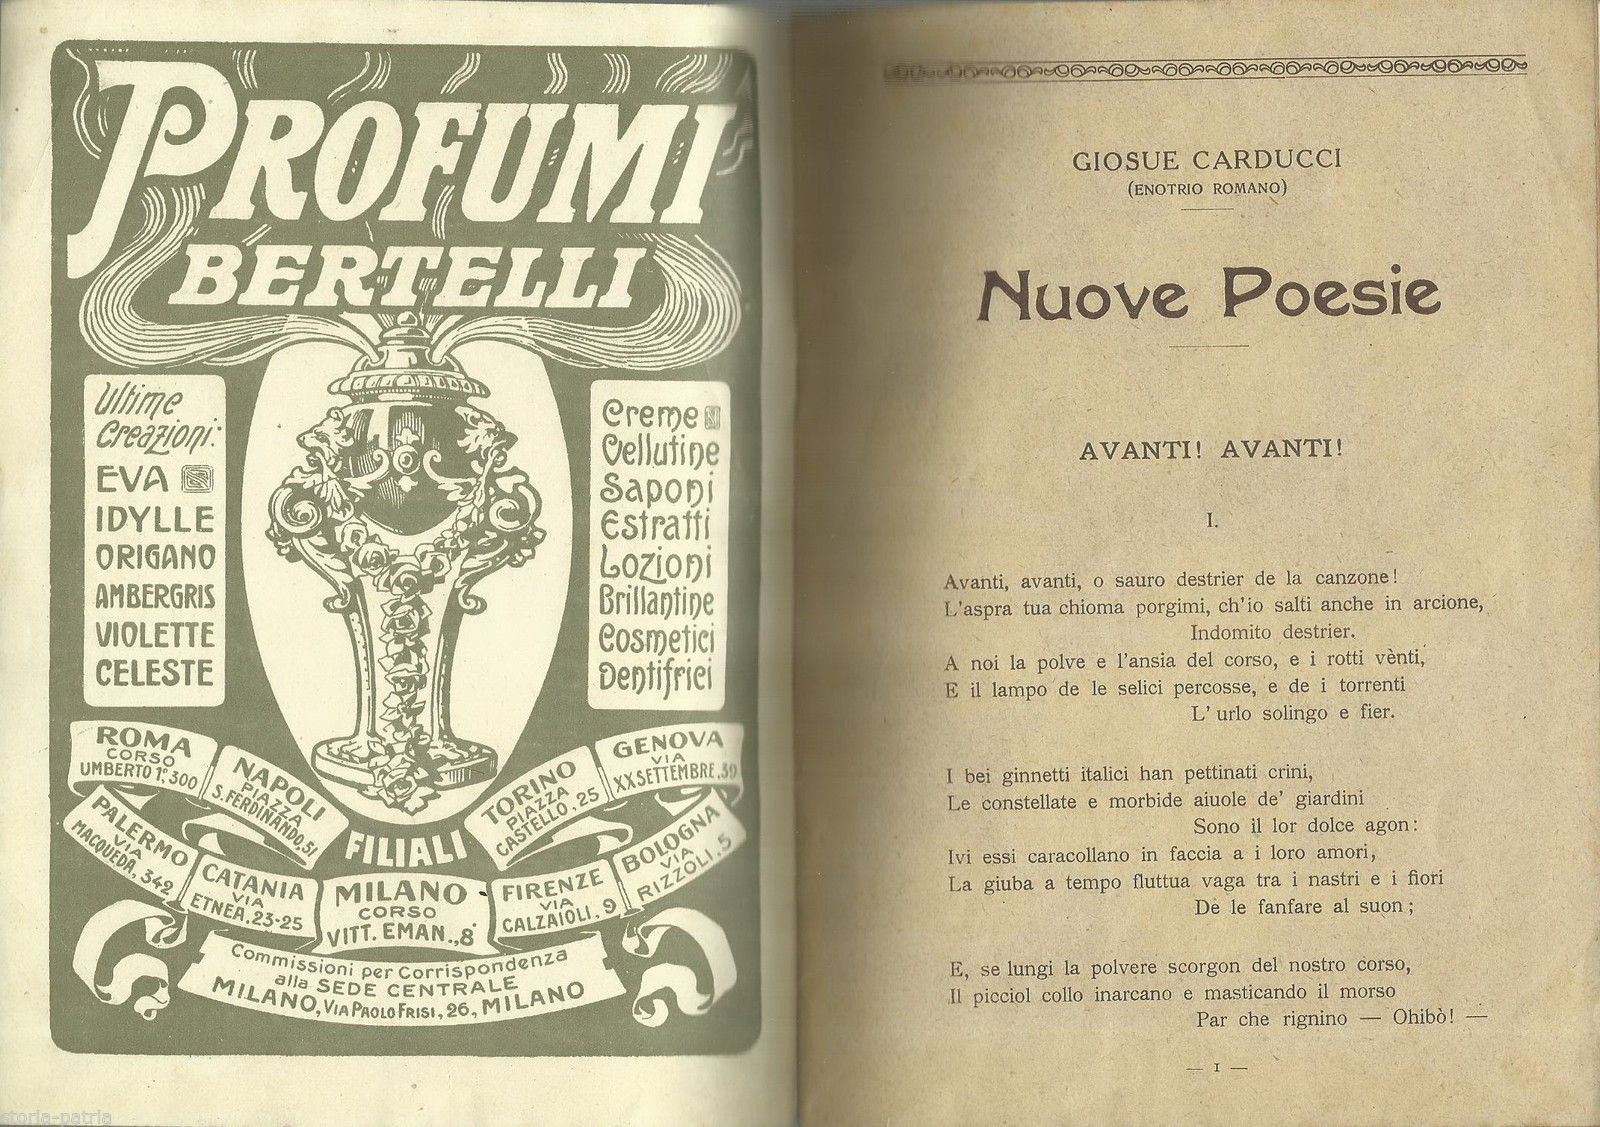 PROFUMI
BERTELLI
Ultime
Creazioni:
EVA
IDYLLE
ORIGANO
AMBERGRIS
VIOLETTE
CELESTE
Creme
Vellutine
Saponi
Estratti
Lozioni
Brillantine
Cosmetici
Dentifrici
ROMA
CORSO
UMBERTO 1º.300
NAPOLI
PIAZZA
S.FERDINANDO,51
TORINO
PIAZZA
CASTELLO, 25
GENOVA
VIA
XX SETTEMBRE,39
PALERMO
VIA
MACQUEDA, 342
CATANIA
VIA
ETNEA, 23-25
FILIALI
MILANO
CORSO
VITT. EMAN., 8
FIRENZE
VIA
CALZAIOLI, 9
BOLOGNA
VIA
RIZZOLI, 5
Commissioni per Corrispondenza
alla SEDE CENTRALE
MILANO, VIA PAOLO FRISI, 26, MILANO
storia-patria
GIOSUE CARDUCCI
(ENOTRIO ROMANO)
Nuove Poesie
AVANTI! AVANTI!
I.
Avanti, avanti, o sauro destrier de la canzone!
L'aspra tua chioma porgimi, ch'io salti anche in arcione,
Indomito destrier.
A noi la polve e l'ansia del corso, e i rotti vènti,
E il lampo de le selici percosse, e de i torrenti
L' urlo solingo e fier.
I bei ginnetti italici han pettinati crini,
Le constellate e morbide aiuole de' giardini
Sono il lor dolce agon:
Ivi essi caracollano in faccia a i loro amori,
La giuba a tempo fluttua vaga tra i nastri e i fiori
De le fanfare al suon;
E, se lungi la polvere scorgon del nostro corso,
Il picciol collo inarcano e masticando il morso
Par che rignino — Ohibò! —
— 1 —